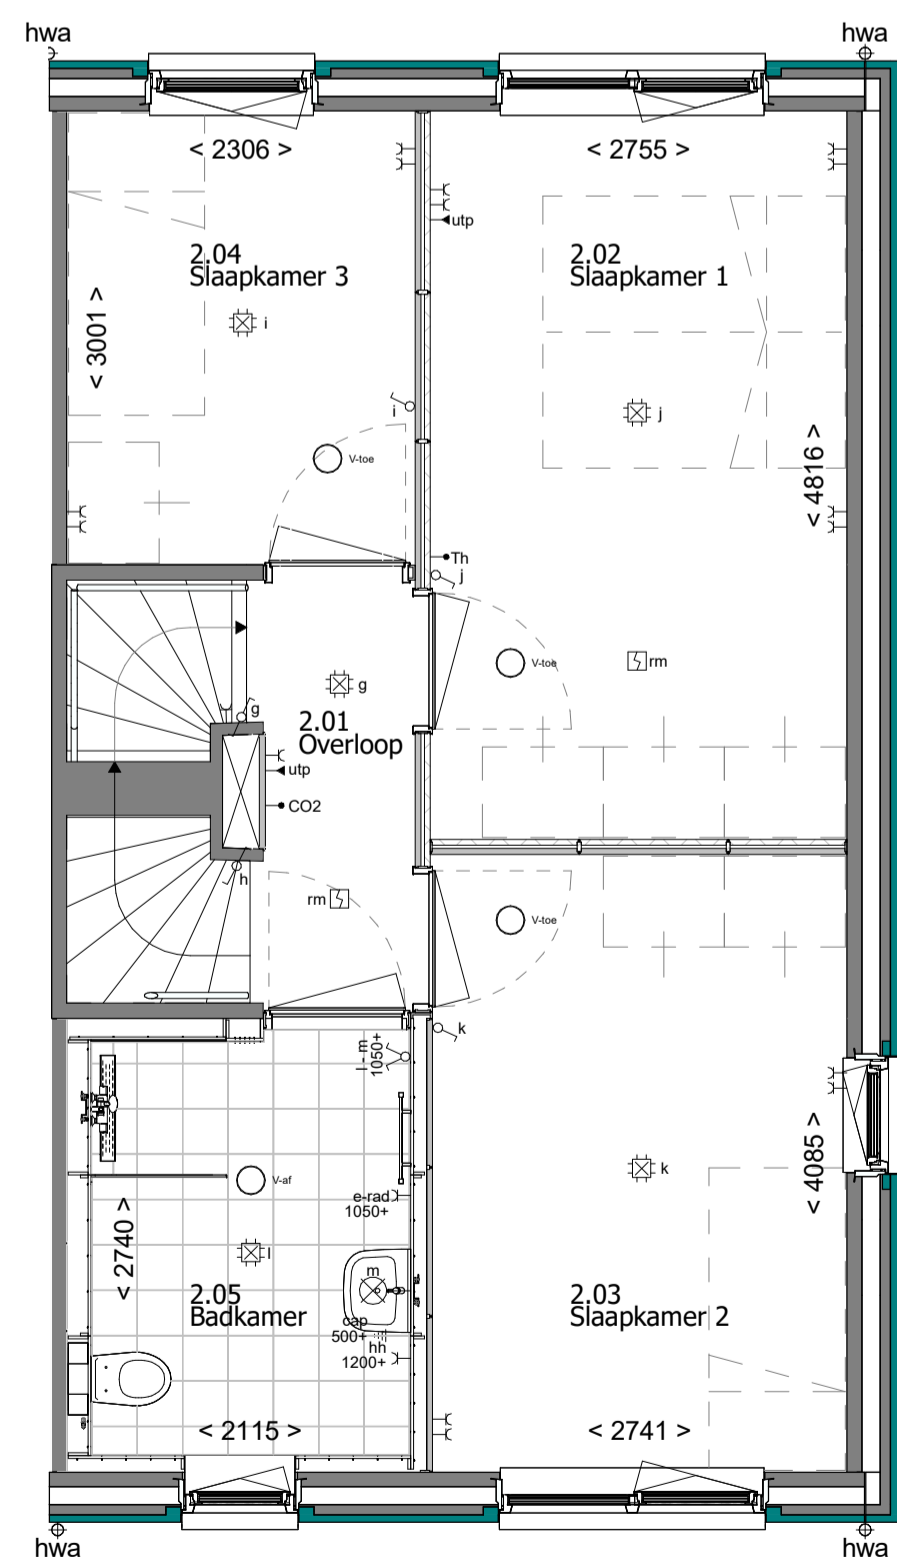 hwa
hwa
< 2306 >
< 2755 >
utp
2.04
Slaapkamer 3
2.02
Slaapkamer 1
i
< 3001 >
i
j
V-toe
< 4816 >
Th
j
V-toe
rm
g
g
2.01
Overloop
utp
CO2
h
rm
V-toe
k
l - m
1050+
V-af
e-rad
1050+
k
< 4085 >
< 2740 >
l
m
2.05
Badkamer
2.03
Slaapkamer 2
cap
500+
hh
1200+
< 2115 >
< 2741 >
hwa
hwa